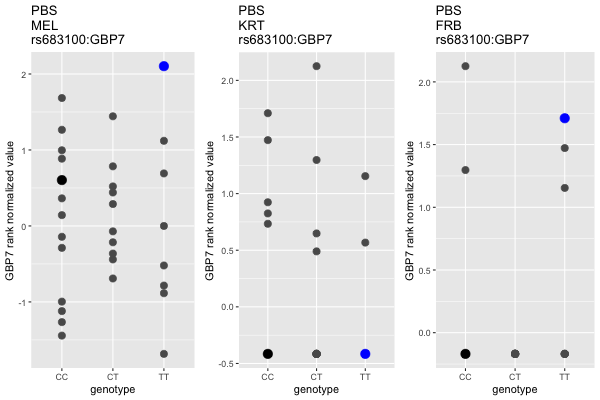 PBS
MEL
rs683100:GBP7
GBP7 rank normalized value
2
1
0
-1
CC
CT
TT
genotype
PBS
KRT
rs683100:GBP7
GBP7 rank normalized value
2.0
1.5
1.0
0.5
0.0
-0.5
CC
CT
TT
genotype
PBS
FRB
rs683100:GBP7
GBP7 rank normalized value
2.0
1.5
1.0
0.5
0.0
CC
CT
TT
genotype